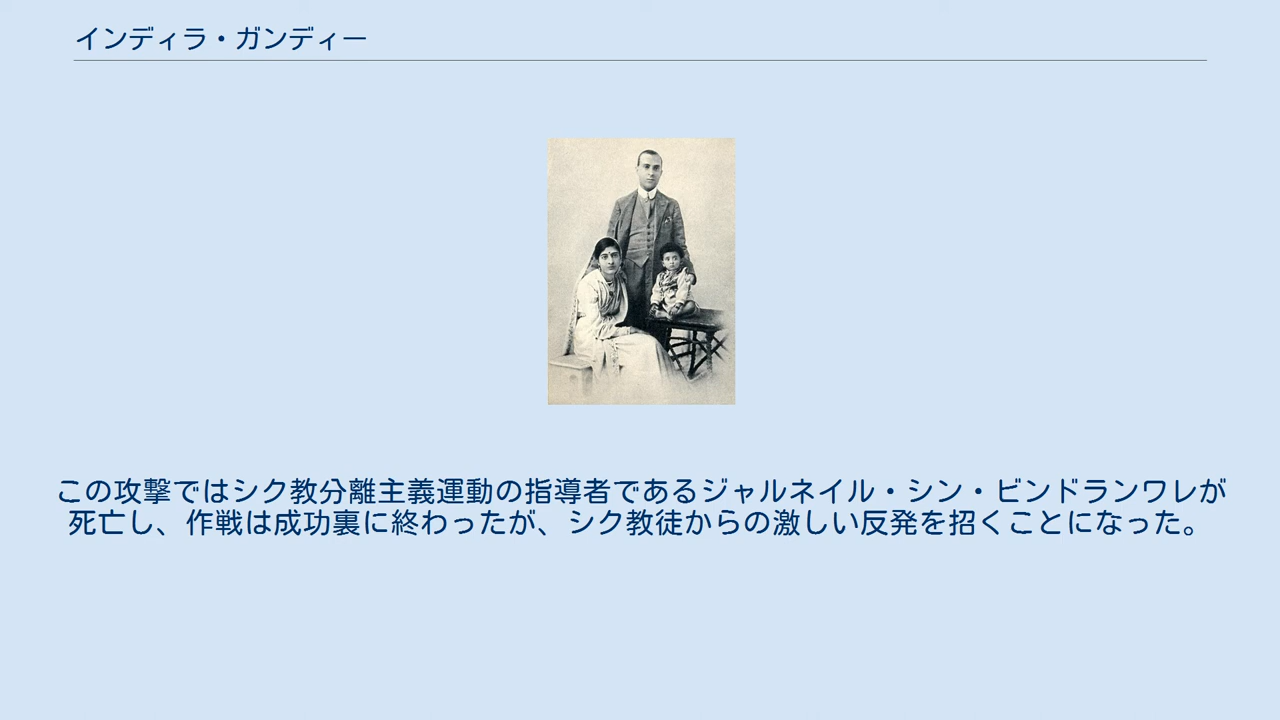 インディラ・ガンディー
この攻撃ではシク教分離主義運動の指導者であるジャルネイル・シン・ビンドランワレが
死亡し、作戦は成功裏に終わったが、シク教徒からの激しい反発を招くことになった。